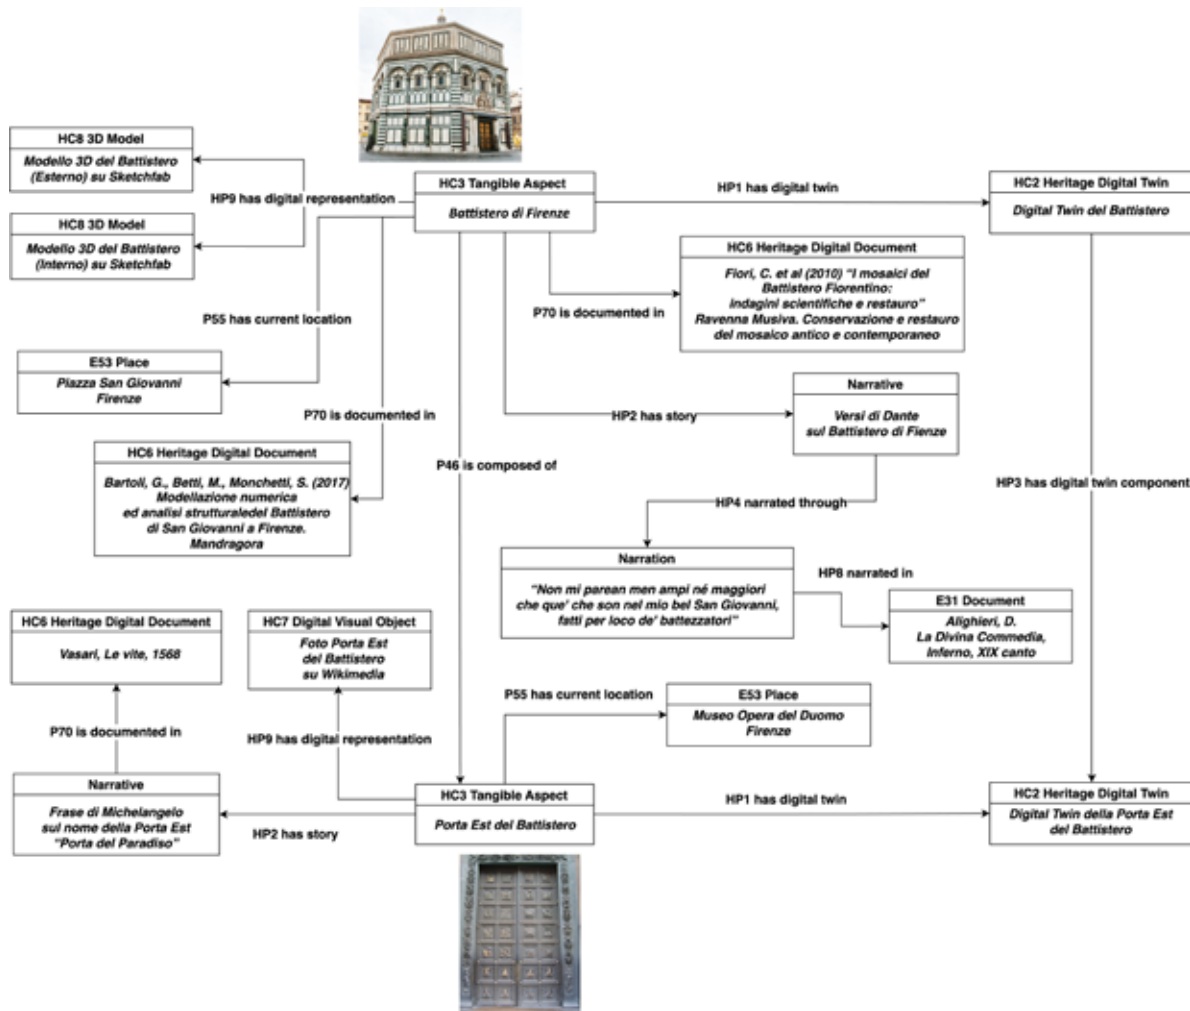 HC8 3D Model
Modello 3D del Battistero
(Esterno) su Sketchfab
HP9 has digital representation
HC8 3D Model
Modello 3D del Battistero
(Interno) su Sketchfab
HC3 Tangible Aspect
Battistero di Firenze
HP1 has digital twin
HC2 Heritage Digital Twin
Digital Twin del Battistero
HC6 Heritage Digital Document
Fiori, C. et al (2010) “I mosaici del
Battistero Fiorentino:
indagini scientifiche e restauro”
Ravenna Musiva. Conservazione e restauro
del mosaico antico e contemporaneo
P70 is documented in
P55 has current location
E53 Place
Piazza San Giovanni
Firenze
P70 is documented in
HP2 has story
Narrative
Versi di Dante
sul Battistero di Fienze
HC6 Heritage Digital Document
Bartoli, G., Betti, M., Monchetti, S. (2017)
Modellazione numerica
ed analisi strutturaledel Battistero
di San Giovanni a Firenze.
Mandragora
P46 is composed of
HP3 has digital twin component
HP4 narrated through
Narration
“Non mi parean men ampi né maggiori
che que’ che son nel mio bel San Giovanni,
fatti per loco de’ battezzatori”
HP8 narrated in
E31 Document
Alighieri, D.
La Divina Commedia,
Inferno, XIX canto
HC6 Heritage Digital Document
Vasari, Le vite, 1568
HC7 Digital Visual Object
Foto Porta Est
del Battistero
su Wikimedia
P55 has current location
E53 Place
Museo Opera del Duomo
Firenze
P70 is documented in
HP9 has digital representation
Narrative
Frase di Michelangelo
sul nome della Porta Est
“Porta del Paradiso”
HP2 has story
HC3 Tangible Aspect
Porta Est del Battistero
HP1 has digital twin
HC2 Heritage Digital Twin
Digital Twin della Porta Est
del Battistero